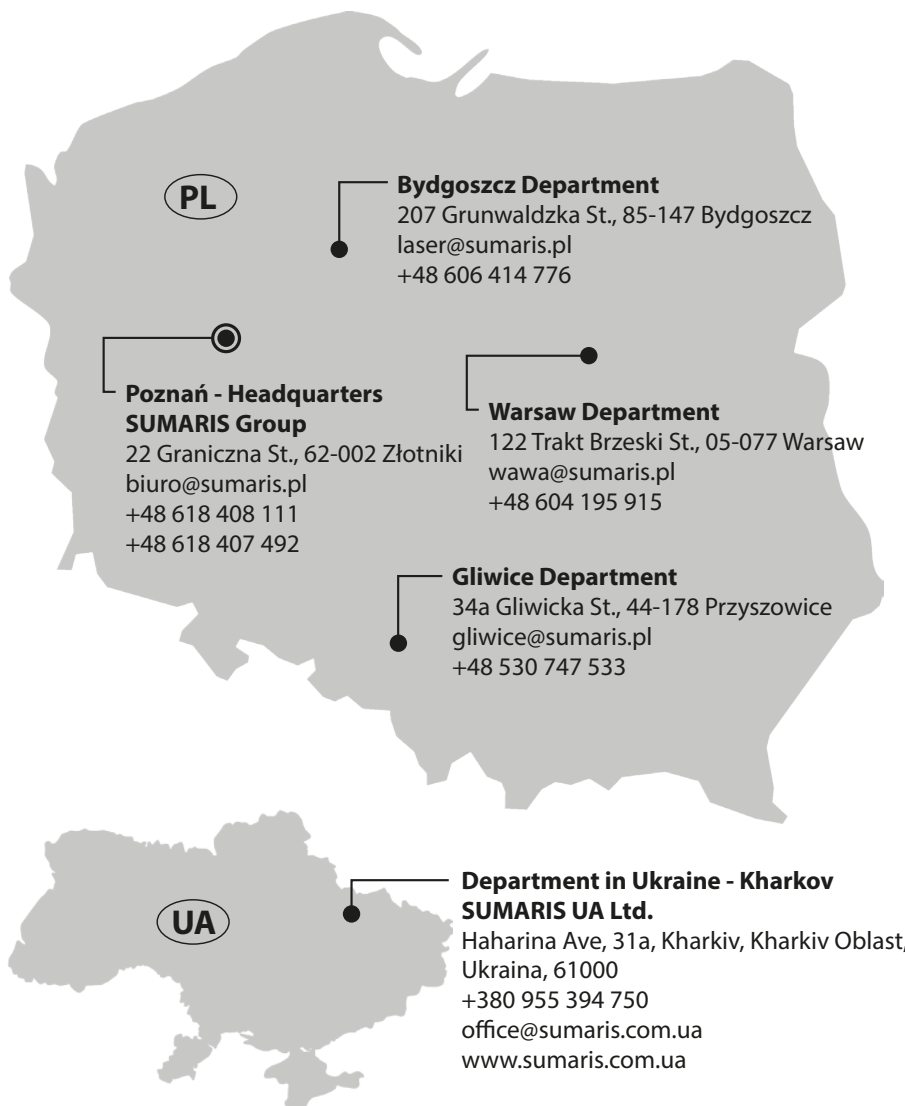 PL
Bydgoszcz Department
207 Grunwaldzka St., 85-147 Bydgoszcz
laser@sumaris.pl
+48 606 414 776
Poznań - Headquarters
SUMARIS Group
22 Graniczna St., 62-002 Złotniki
biuro@sumaris.pl
+48 618 408 111
+48 618 407 492
Warsaw Department
122 Trakt Brzeski St., 05-077 Warsaw
wawa@sumaris.pl
+48 604 195 915
Gliwice Department
34a Gliwicka St., 44-178 Przyszowice
gliwice@sumaris.pl
+48 530 747 533
UA
Department in Ukraine - Kharkov
SUMARIS UA Ltd.
Haharina Ave, 31a, Kharkiv, Kharkiv Oblast,
Ukraina, 61000
+380 955 394 750
office@sumaris.com.ua
www.sumaris.com.ua